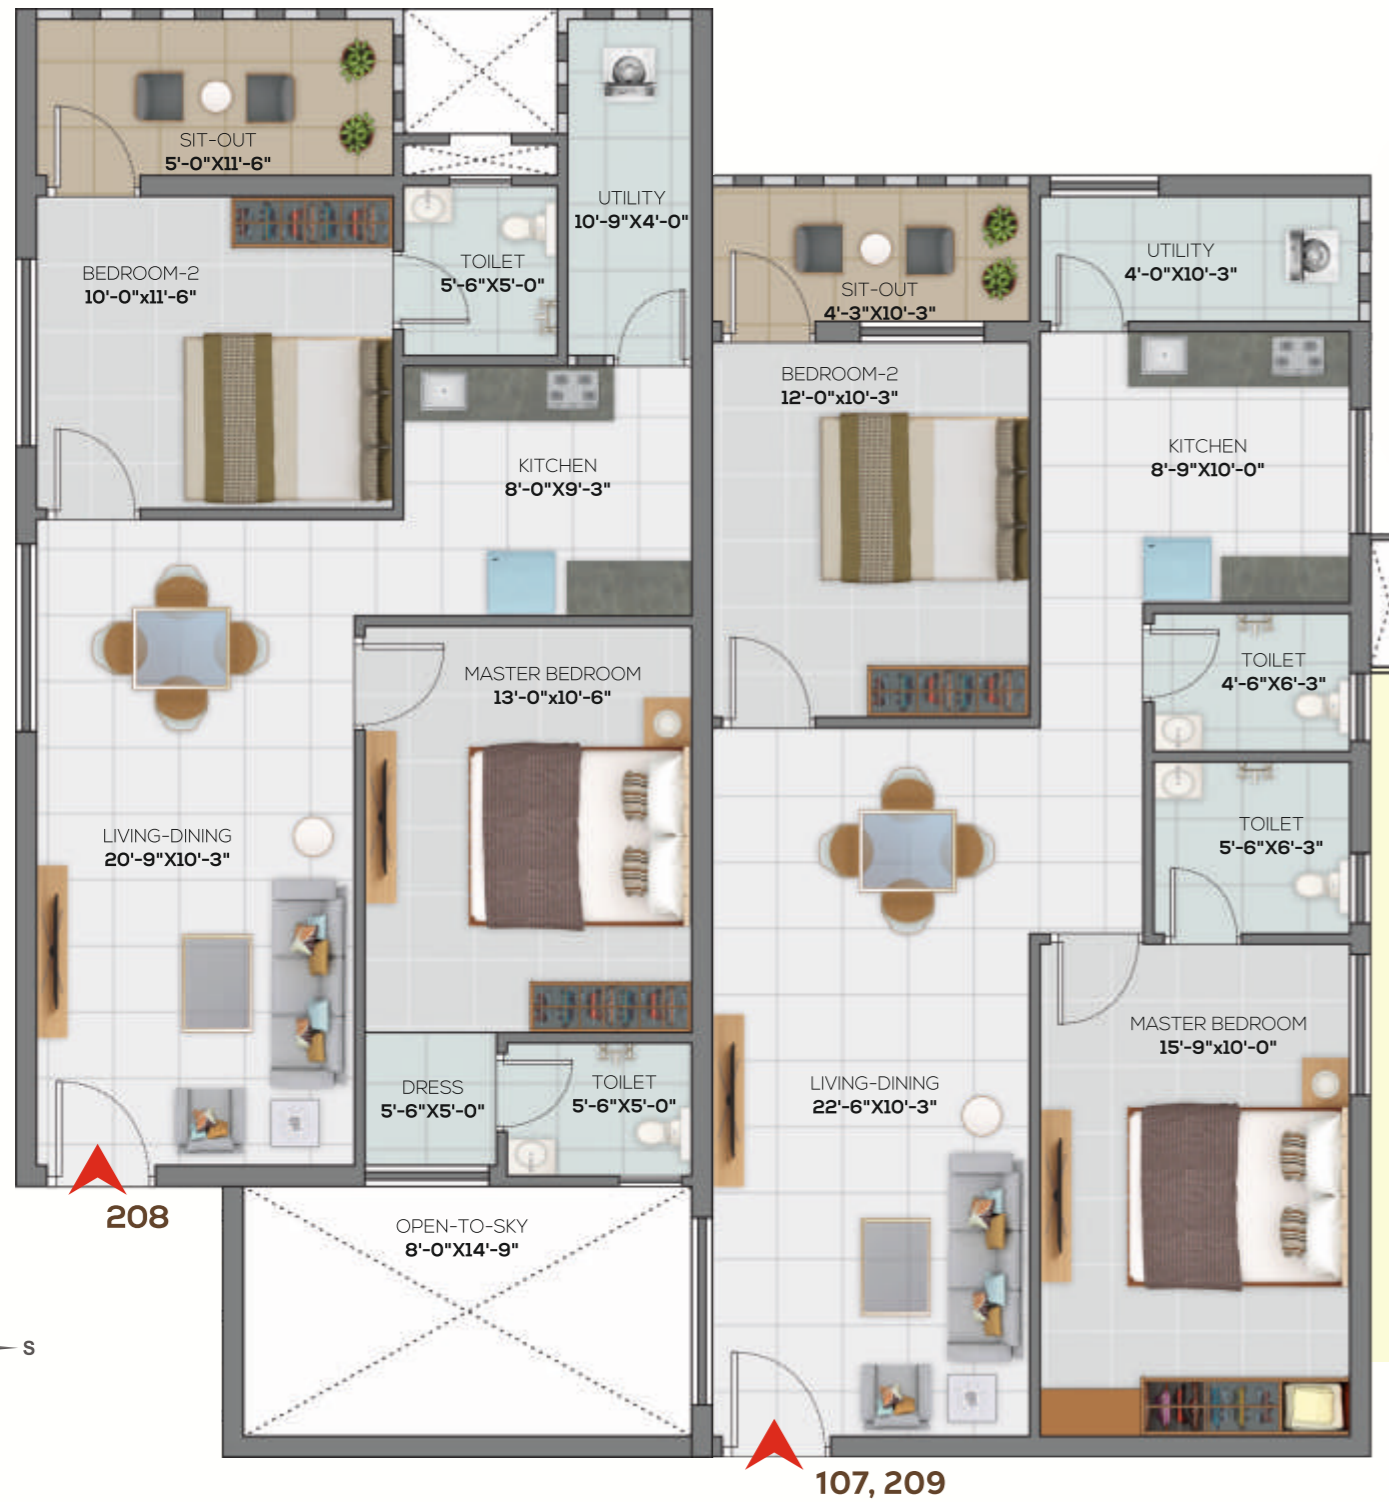 SIT-OUT
5'-0"X11'-6"
UTILITY
10'-9"X4'-0"
TOILET
5'-6"X5'-0"
BEDROOM-2
10'-0"x11'-6"
KITCHEN
8'-0"X9'-3"
MASTER BEDROOM
13'-0"x10'-6"
LIVING-DINING
20'-9"X10'-3"
DRESS
5'-6"X5'-0"
TOILET
5'-6"X5'-0"
208
OPEN-TO-SKY
8'-0"X14'-9"
S
UTILITY
4'-0"X10'-3"
SIT-OUT
4'-3"X10'-3"
BEDROOM-2
12'-0"x10'-3"
KITCHEN
8'-9"X10'-0"
TOILET
4'-6"X6'-3"
TOILET
5'-6"X6'-3"
MASTER BEDROOM
15'-9"x10'-0"
LIVING-DINING
22'-6"X10'-3"
107, 209